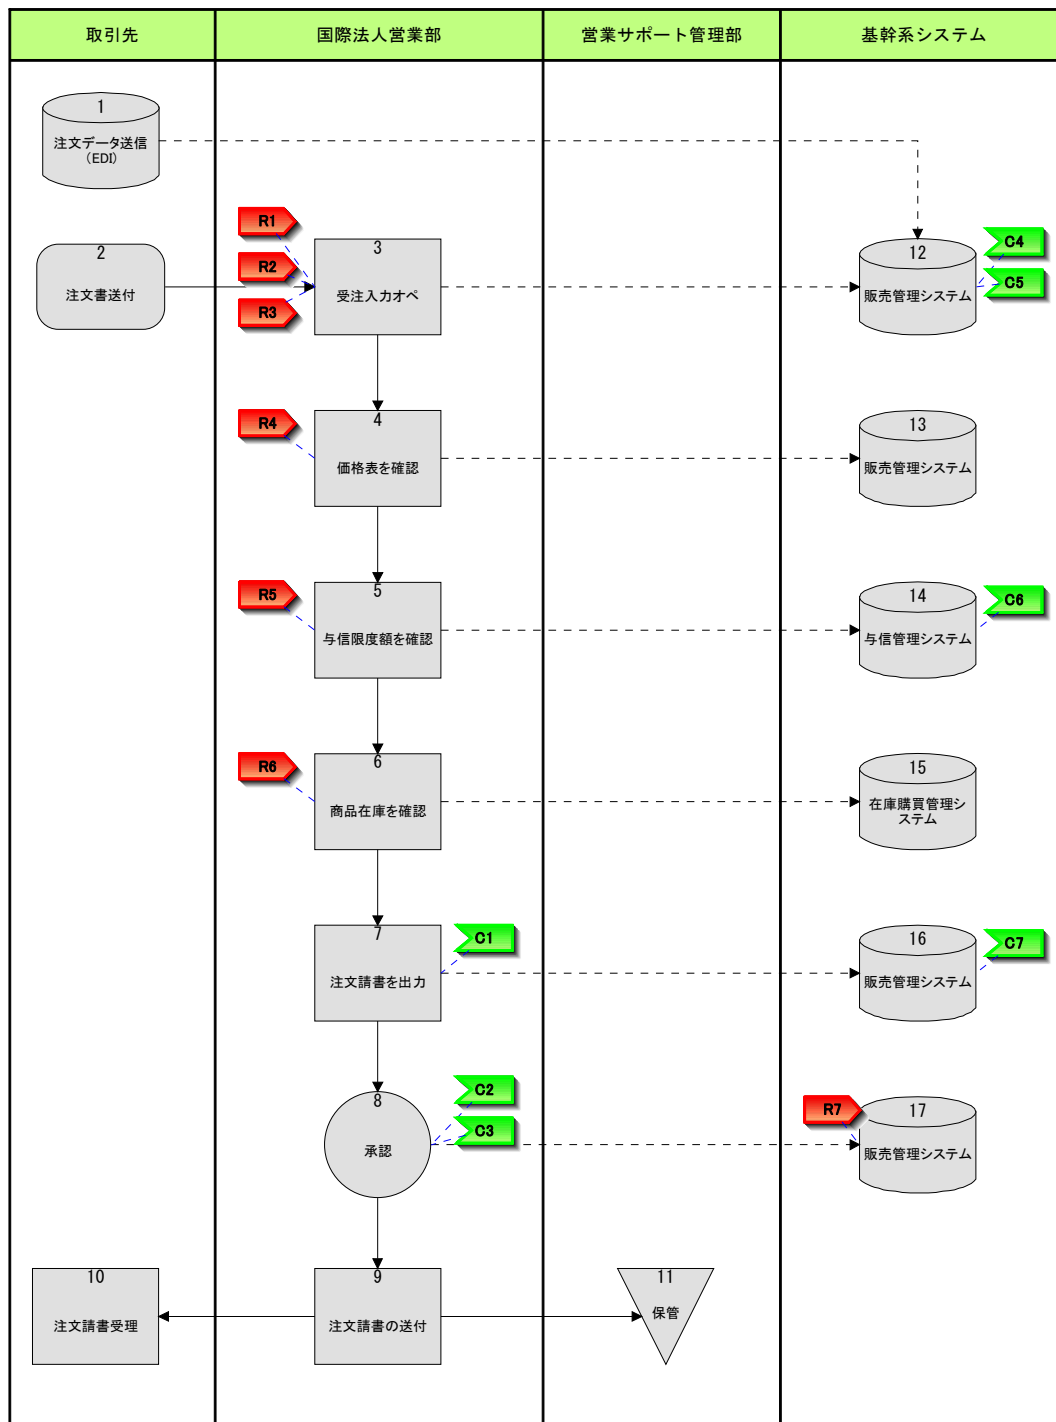 取引先
国際法人営業部
営業サポート管理部
基幹系システム
1
注文データ送信
(EDI)
R1
R2
R3
2
注文書送付
3
受注入力オペ
12
販売管理システム
C4
C5
R4
4
価格表を確認
13
販売管理システム
R5
5
与信限度額を確認
14
与信管理システム
C6
R6
6
商品在庫を確認
15
在庫購買管理シ
ステム
7
注文請書を出力
C1
16
販売管理システム
C7
8
承認
C2
C3
R7
17
販売管理システム
10
注文請書受理
9
注文請書の送付
11
保管